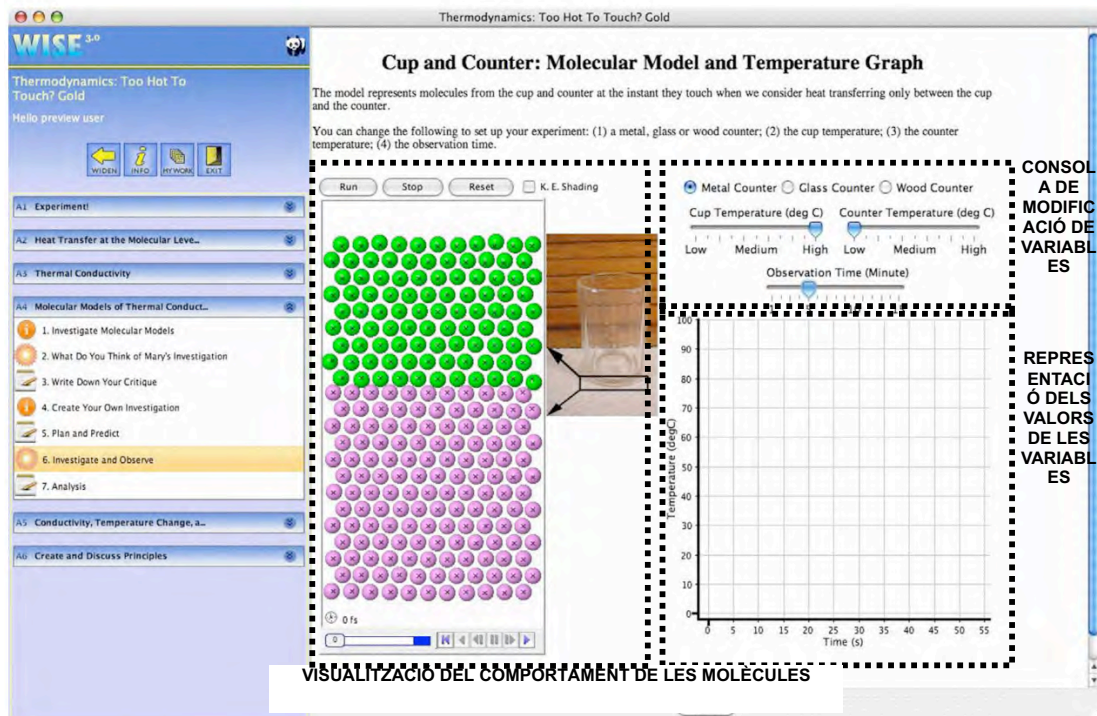 Thermodynamics: Too Hot To Touch? Gold
WISE 3.0
Thermodynamics: Too Hot To
Touch? Gold
Hello preview user
WIDEN INFO MYWORK EXIT
A1 Experiment!
A2 Heat Transfer at the Molecular Leve...
A3 Thermal Conductivity
A4 Molecular Models of Thermal Conduct...
1. Investigate Molecular Models
2. What Do You Think of Mary's Investigation
3. Write Down Your Critique
4. Create Your Own Investigation
5. Plan and Predict
6. Investigate and Observe
7. Analysis
A5 Conductivity, Temperature Change, a...
A6 Create and Discuss Principles
Cup and Counter: Molecular Model and Temperature Graph
The model represents molecules from the cup and counter at the instant they touch when we consider heat transferring only between the cup
and the counter.
You can change the following to set up your experiment: (1) a metal, glass or wood counter; (2) the cup temperature; (3) the counter
temperature; (4) the observation time.
Run Stop Reset K. E. Shading
0 fs
0
Metal Counter Glass Counter Wood Counter
Cup Temperature (deg C) Counter Temperature (deg C)
Low Medium High Low Medium High
Observation Time (Minute)
100
90
80
70
60
50
40
30
20
10
0
Temperature (degC)
0 5 10 15 20 25 30 35 40 45 50 55
Time (s)
CONSOL
A DE
MODIFIC
ACIÓ DE
VARIABL
ES
REPRES
ENTACI
Ó DELS
VALORS
DE LES
VARIABL
ES
VISUALITZACIÓ DEL COMPORTAMENT DE LES MOLÈCULES